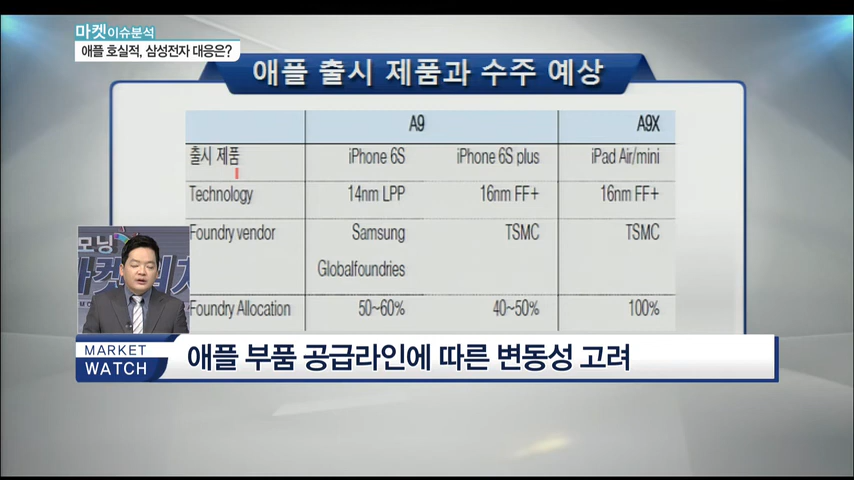 마켓이슈분석
애플 호실적, 삼성전자 대응은?
애플 출시 제품과 수주 예상
A9 A9X
출시 제품 iPhone 6S iPhone 6S plus iPad Air/mini
Technology 14nm LPP 16nm FF+ 16nm FF+
Foundry vendor Samsung TSMC TSMC
Globalfoundries
Foundry Allocation 50~60% 40~50% 100%
모닝
MARKET
WATCH
애플 부품 공급라인에 따른 변동성 고려